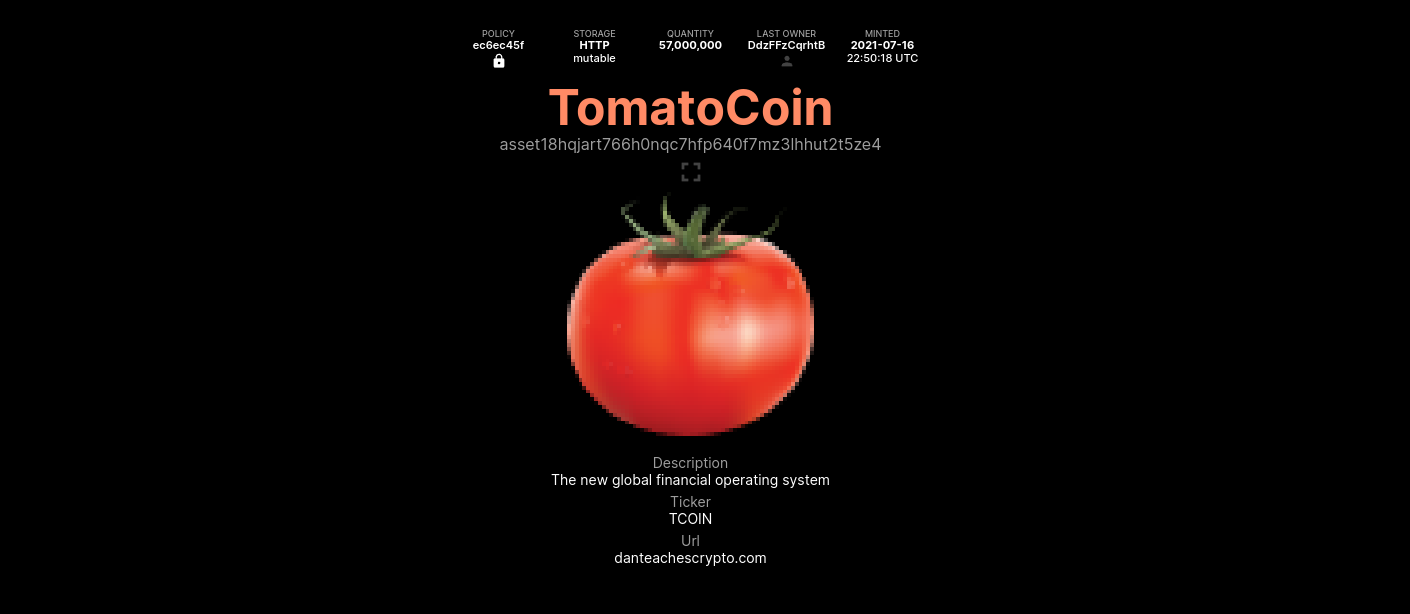 POLICY
ec6ec45f
STORAGE
HTTP
mutable
QUANTITY
57,000,000
LAST OWNER
DdzFFzCqrhtB
MINTED
2021-07-16
22:50:18 UTC
TomatoCoin
asset18hqjart766h0nqc7hfp640f7mz3lhhut2t5ze4
Description
The new global financial operating system
Ticker
TCOIN
Url
danteachescrypto.com